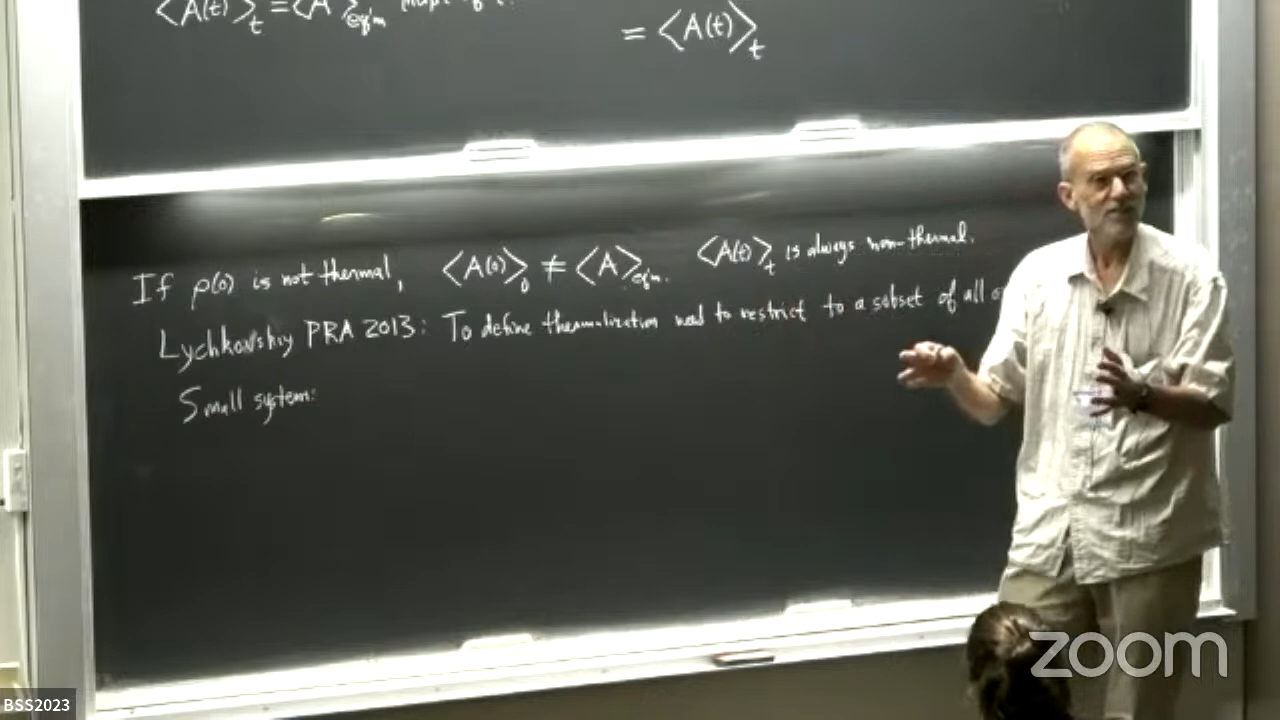 ⟨A(t)⟩_t = ⟨A⟩_eq'm
= ⟨A(t)⟩_t
If ρ(0) is not thermal, ⟨A(0)⟩_0 ≠ ⟨A⟩_eq'm. ⟨A(t)⟩_t is always non-thermal.
Lychkovskiy PRA 2013: To define thermalization need to restrict to a subset of all
Small system:
zoom
BSS2023